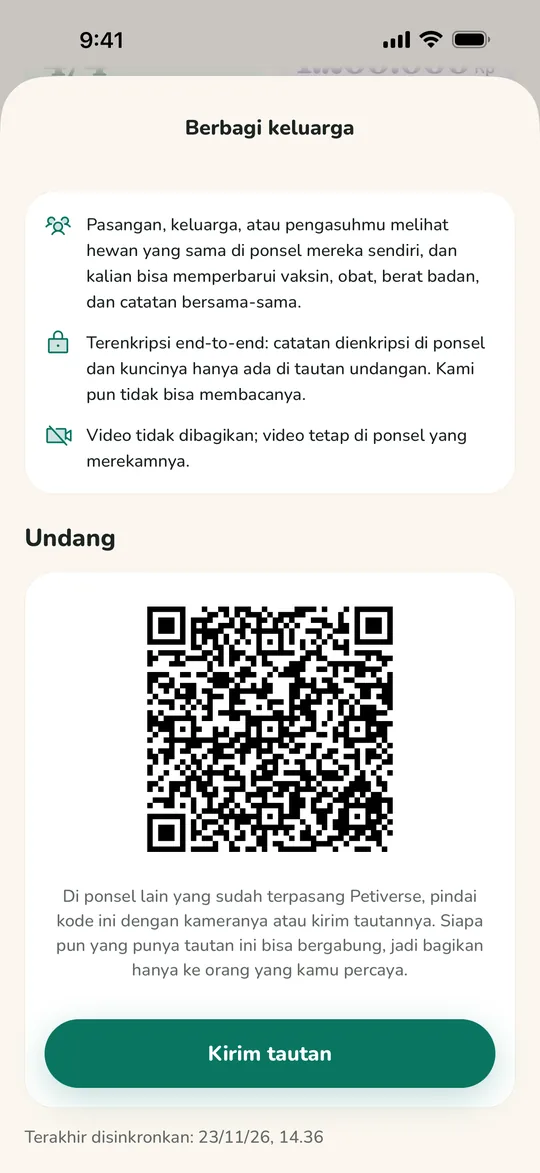 9:41
Rp
Berbagi keluarga
Pasangan, keluarga, atau pengasuhmu melihat
hewan yang sama di ponsel mereka sendiri, dan
kalian bisa memperbarui vaksin, obat, berat badan,
dan catatan bersama-sama.
Terenkripsi end-to-end: catatan dienkripsi di ponsel
dan kuncinya hanya ada di tautan undangan. Kami
pun tidak bisa membacanya.
Video tidak dibagikan; video tetap di ponsel yang
merekamnya.
Undang
Di ponsel lain yang sudah terpasang Petiverse, pindai
kode ini dengan kameranya atau kirim tautannya. Siapa
pun yang punya tautan ini bisa bergabung, jadi bagikan
hanya ke orang yang kamu percaya.
Kirim tautan
Terakhir disinkronkan: 23/11/26, 14.36